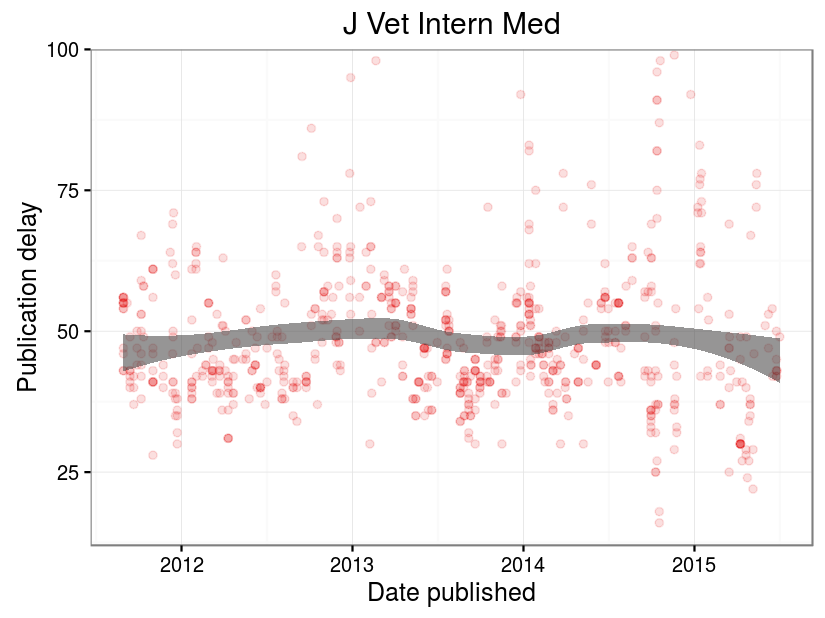 J Vet Intern Med
Publication delay
100
75
50
25
2012 2013 2014 2015
Date published